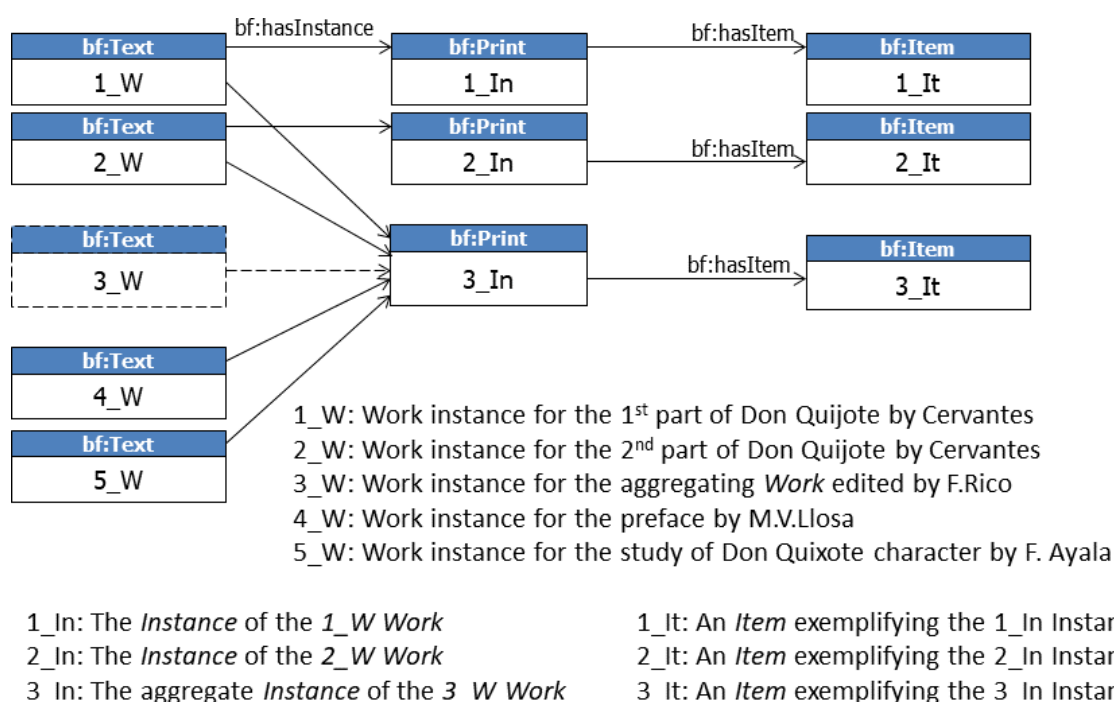 bf:hasInstance
bf:hasItem
bf:Text
bf:Print
bf:Item
1_W
1_In
1_It
bf:Text
bf:Print
bf:Item
2_W
2_In
bf:hasItem
2_It
bf:Text
bf:Print
bf:Item
3_W
3_In
bf:hasItem
3_It
bf:Text
4_W
bf:Text
5_W
1_W: Work instance for the 1st part of Don Quijote by Cervantes
2_W: Work instance for the 2nd part of Don Quijote by Cervantes
3_W: Work instance for the aggregating Work edited by F.Rico
4_W: Work instance for the preface by M.V.Llosa
5_W: Work instance for the study of Don Quixote character by F. Ayala
1_In: The Instance of the 1_W Work
2_In: The Instance of the 2_W Work
3_In: The aggregate Instance of the 3_W Work
1_It: An Item exemplifying the 1_In
2_It: An Item exemplifying the 2_In
3_It: An Item exemplifying the 3_In